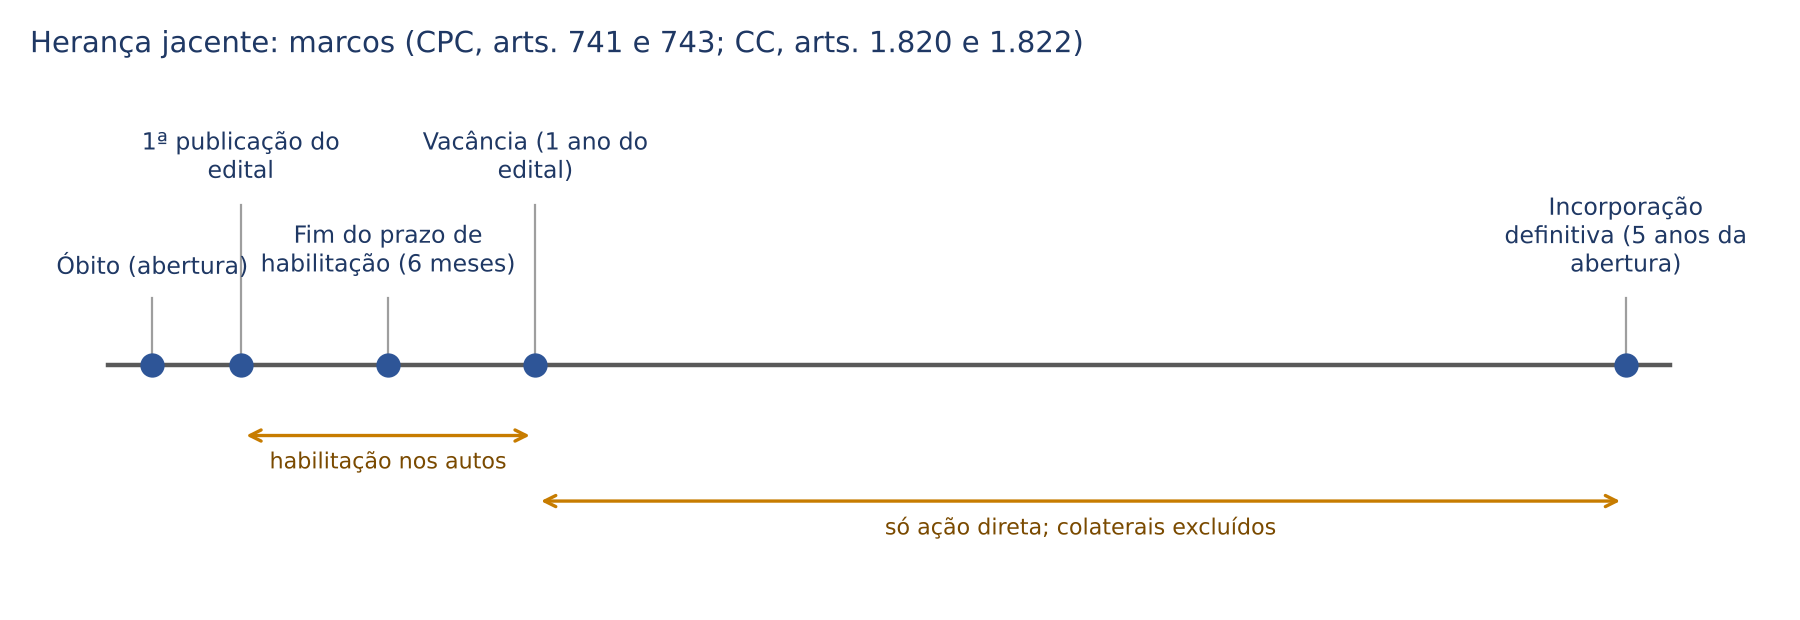 Herança jacente: marcos (CPC, arts. 741 e 743; CC, arts. 1.820 e 1.822)
1ª publicação do
edital
Vacância (1 ano do
edital)
Óbito (abertura)
Fim do prazo de
habilitação (6 meses)
Incorporação
definitiva (5 anos da
abertura)
habilitação nos autos
só ação direta; colaterais excluídos